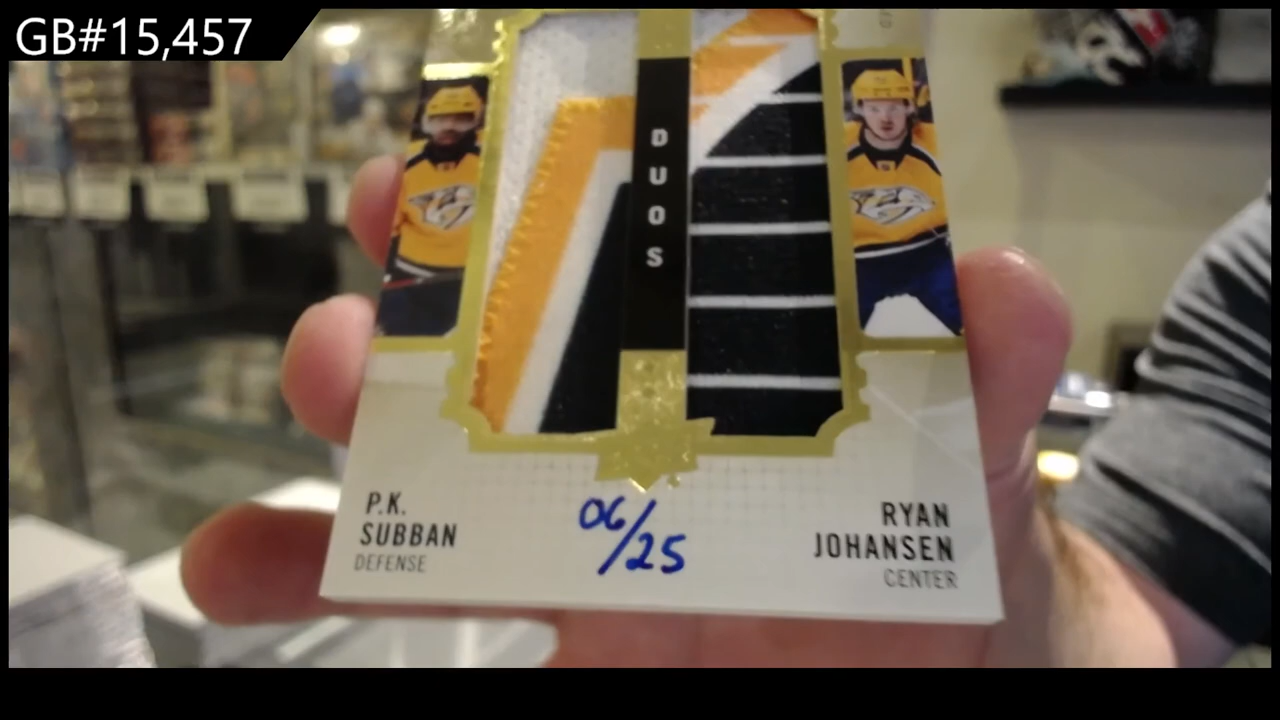 GB#15,457
DUOS
P.K.
SUBBAN
DEFENSE
06/25
RYAN
JOHANSEN
CENTER